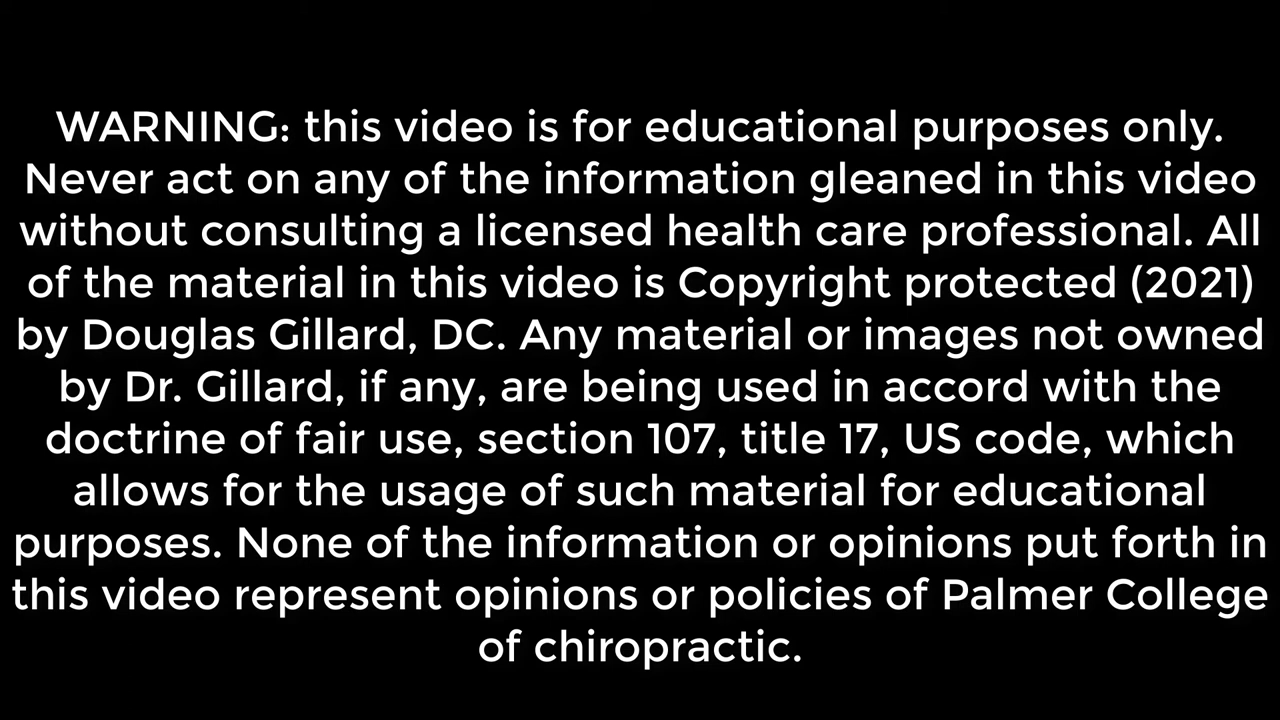 WARNING: this video is for educational purposes only.
Never act on any of the information gleaned in this video
without consulting a licensed health care professional. All
of the material in this video is Copyright protected (2021)
by Douglas Gillard, DC. Any material or images not owned
by Dr. Gillard, if any, are being used in accord with the
doctrine of fair use, section 107, title 17, US code, which
allows for the usage of such material for educational
purposes. None of the information or opinions put forth in
this video represent opinions or policies of Palmer College
of chiropractic.